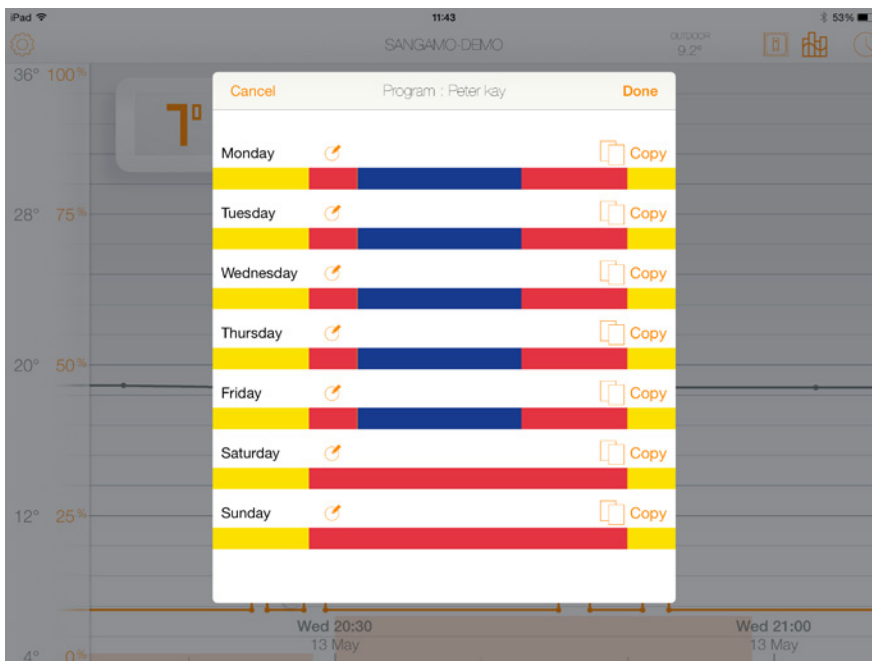 iPad 11:43 53%
SANGAMO-DEMO OUTDOOR
9.2°
36° 100%
Cancel Program : Peter kay Done
Monday Copy
Tuesday Copy
28° 75%
Wednesday Copy
Thursday Copy
20° 50%
Friday Copy
Saturday Copy
Sunday Copy
12° 25%
Wed 20:30 Wed 21:00
13 May 13 May
4° 0%